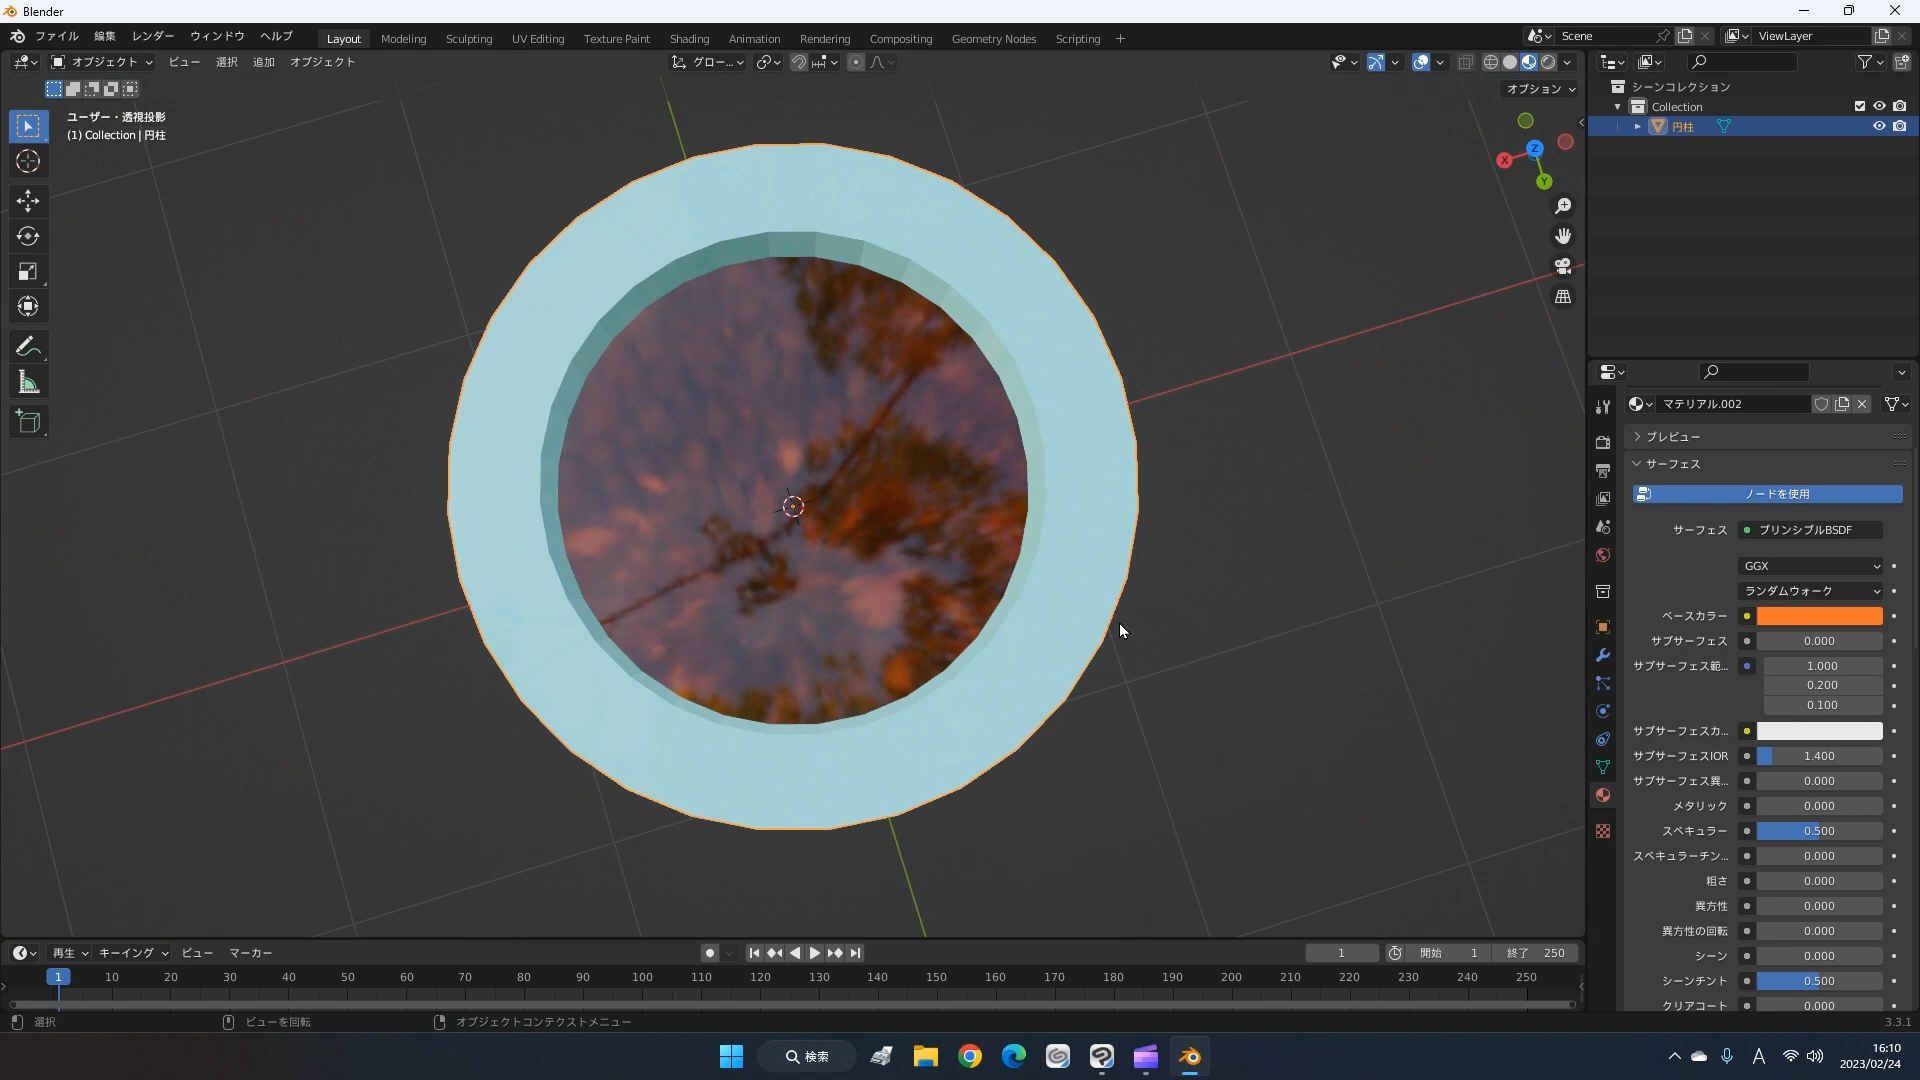 Blender
ファイル 編集 レンダー ウィンドウ ヘルプ Layout Modeling Sculpting UV Editing Texture Paint Shading Animation Rendering Compositing Geometry Nodes Scripting + Scene ViewLayer
オブジェクト ビュー 選択 追加 オブジェクト グロー...
オプション
ユーザー・透視投影
(1) Collection | 円柱
X Y Z
シーンコレクション
Collection
円柱
マテリアル.002
プレビュー
サーフェス
ノードを使用
サーフェス プリンシプルBSDF
GGX
ランダムウォーク
ベースカラー
サブサーフェス 0.000
サブサーフェス範... 1.000
0.200
0.100
サブサーフェスカ...
サブサーフェスIOR 1.400
サブサーフェス異... 0.000
メタリック 0.000
スペキュラー 0.500
スペキュラーチン... 0.000
粗さ 0.000
異方性 0.000
異方性の回転 0.000
シーン 0.000
シーンチント 0.500
クリアコート 0.000
再生 キーイング ビュー マーカー 1 開始 1 終了 250
1 10 20 30 40 50 60 70 80 90 100 110 120 130 140 150 160 170 180 190 200 210 220 230 240 250
選択 ビューを回転 オブジェクトコンテクストメニュー 3.3.1
検索 A 16:10
2023/02/24